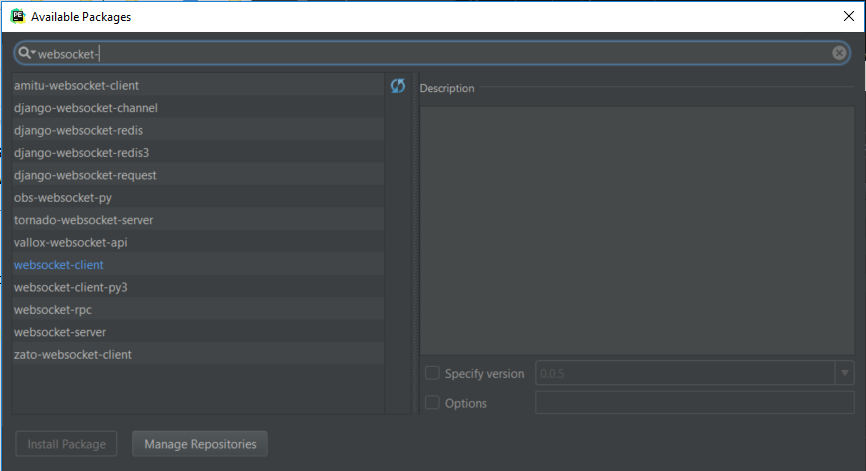 PE
Available Packages
websocket-
amitu-websocket-client
django-websocket-channel
django-websocket-redis
django-websocket-redis3
django-websocket-request
obs-websocket-py
tornado-websocket-server
vallox-websocket-api
websocket-client
websocket-client-py3
websocket-rpc
websocket-server
zato-websocket-client
Description
Specify version
0.0.5
Options
Install Package
Manage Repositories